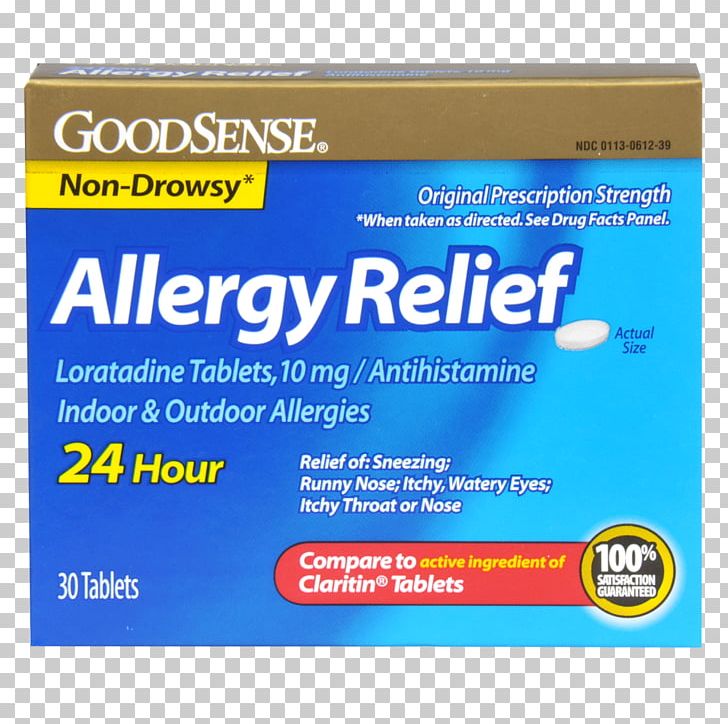 Allergy Relief
GOODSENSE®
NDC 0113-0612-39
Non-Drowsy*
Original Prescription Strength
*When taken as directed. See Drug Facts Panel.
Allergy Relief
Actual
Size
Loratadine Tablets, 10 mg / Antihistamine
Indoor & Outdoor Allergies
24 Hour
Relief of: Sneezing;
Runny Nose; Itchy, Watery Eyes;
Itchy Throat or Nose
Compare to active ingredient of
Claritin® Tablets
100%
SATISFACTION
GUARANTEED
30 Tablets